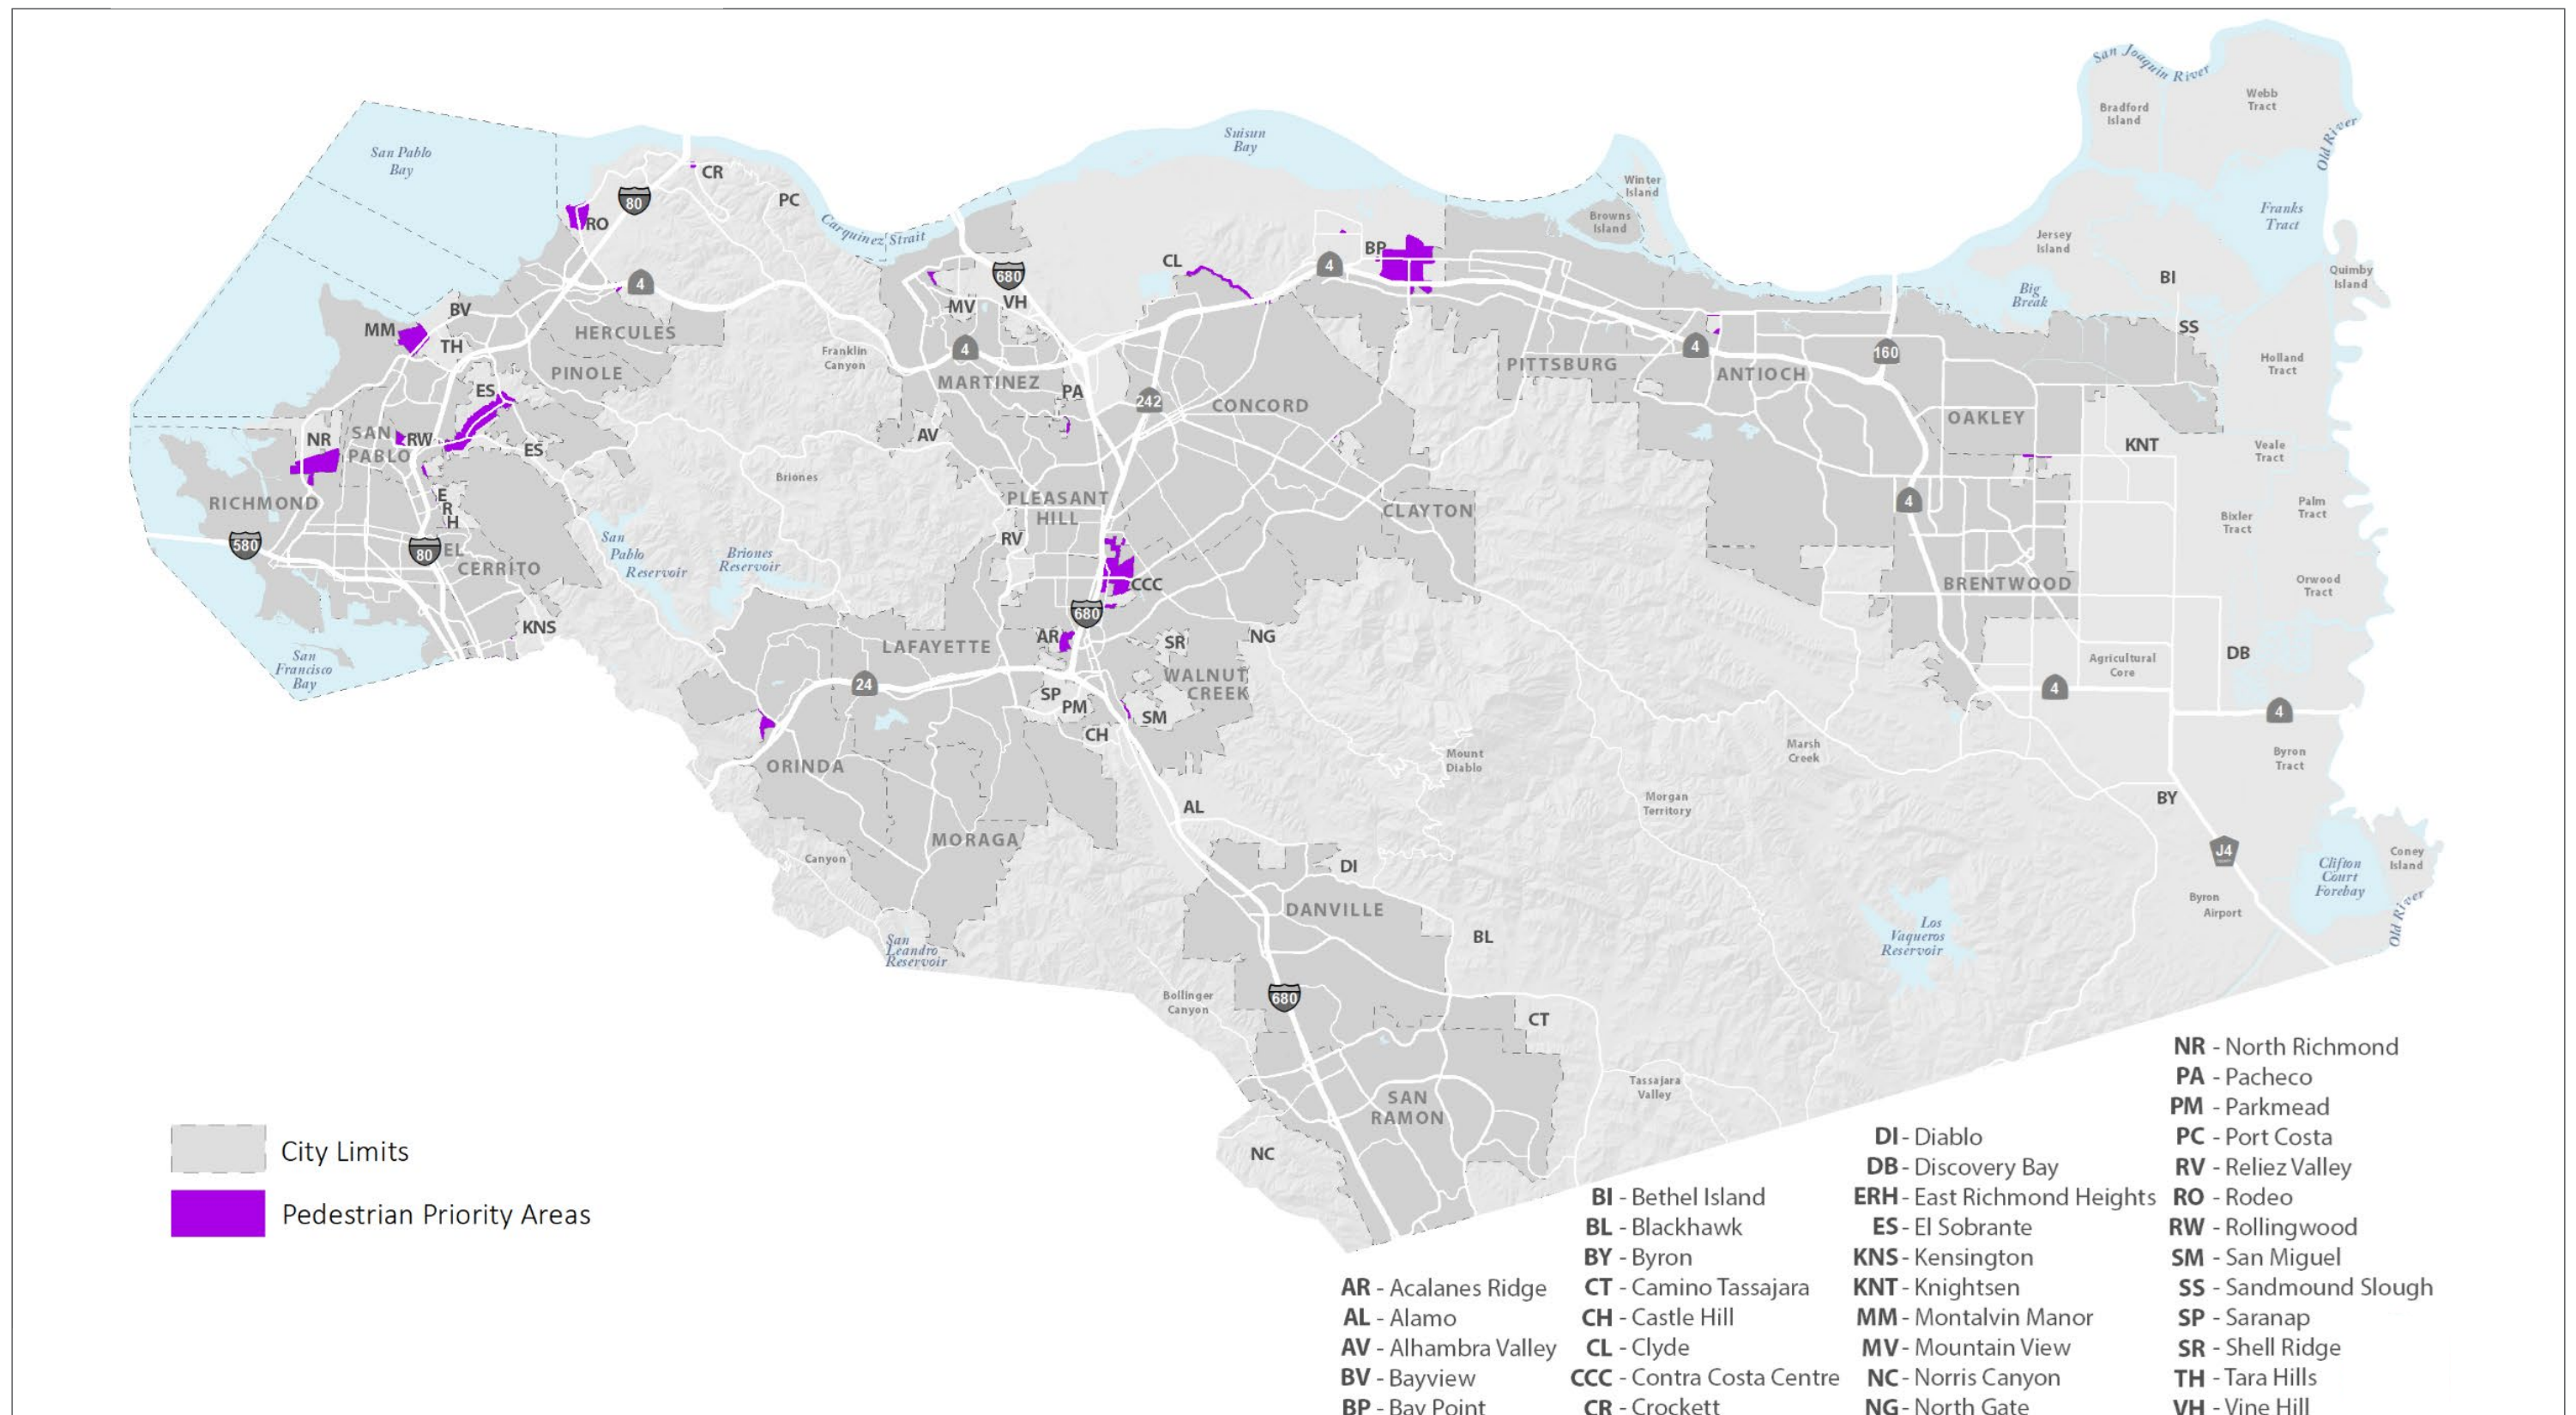 San Joaquin River
Webb
Tract
Bradford
Island
Old River
Suisun
Bay
San Pablo
Bay
CR
80
PC
Winter
Island
Browns
Island
Franks
Tract
RO
Carquinez Strait
Jersey
Island
BP
CL
4
680
BI
Quimby
Island
4
Big
Break
MV
VH
BV
MM
HERCULES
SS
TH
4
Franklin
Canyon
4
160
PITTSBURG
Holland
Tract
PINOLE
MARTINEZ
ANTIOCH
ES
PA
242
CONCORD
OAKLEY
NR
SAN
PABLO
RW
AV
KNT
ES
Veale
Tract
Briones
RICHMOND
E
R
H
PLEASANT
HILL
CLAYTON
4
Palm
Tract
Bixler
Tract
580
80
EL
CERRITO
San
Pablo
Reservoir
Briones
Reservoir
RV
CCC
BRENTWOOD
Orwood
Tract
680
KNS
AR
SR
NG
LAFAYETTE
San
Francisco
Bay
DB
Agricultural
Core
WALNUT
CREEK
24
SP
PM
SM
4
4
CH
ORINDA
Mount
Diablo
Marsh
Creek
Byron
Tract
AL
Morgan
Territory
BY
MORAGA
Canyon
DI
J4
Clifton
Court
Forebay
Coney
Island
DANVILLE
Byron
Airport
Old River
BL
San
Leandro
Reservoir
Los
Vaqueros
Reservoir
680
Bollinger
Canyon
CT
Tassajara
Valley
SAN
RAMON
NC
City Limits
Pedestrian Priority Areas
AR - Acalanes Ridge
AL - Alamo
AV - Alhambra Valley
BV - Bayview
BP - Bay Point
BI - Bethel Island
BL - Blackhawk
BY - Byron
CT - Camino Tassajara
CH - Castle Hill
CL - Clyde
CCC - Contra Costa Centre
CR - Crockett
DI - Diablo
DB - Discovery Bay
ERH - East Richmond Heights
ES - El Sobrante
KNS - Kensington
KNT - Knightsen
MM - Montalvin Manor
MV - Mountain View
NC - Norris Canyon
NG - North Gate
NR - North Richmond
PA - Pacheco
PM - Parkmead
PC - Port Costa
RV - Reliez Valley
RO - Rodeo
RW - Rollingwood
SM - San Miguel
SS - Sandmound Slough
SP - Saranap
SR - Shell Ridge
TH - Tara Hills
VH - Vine Hill